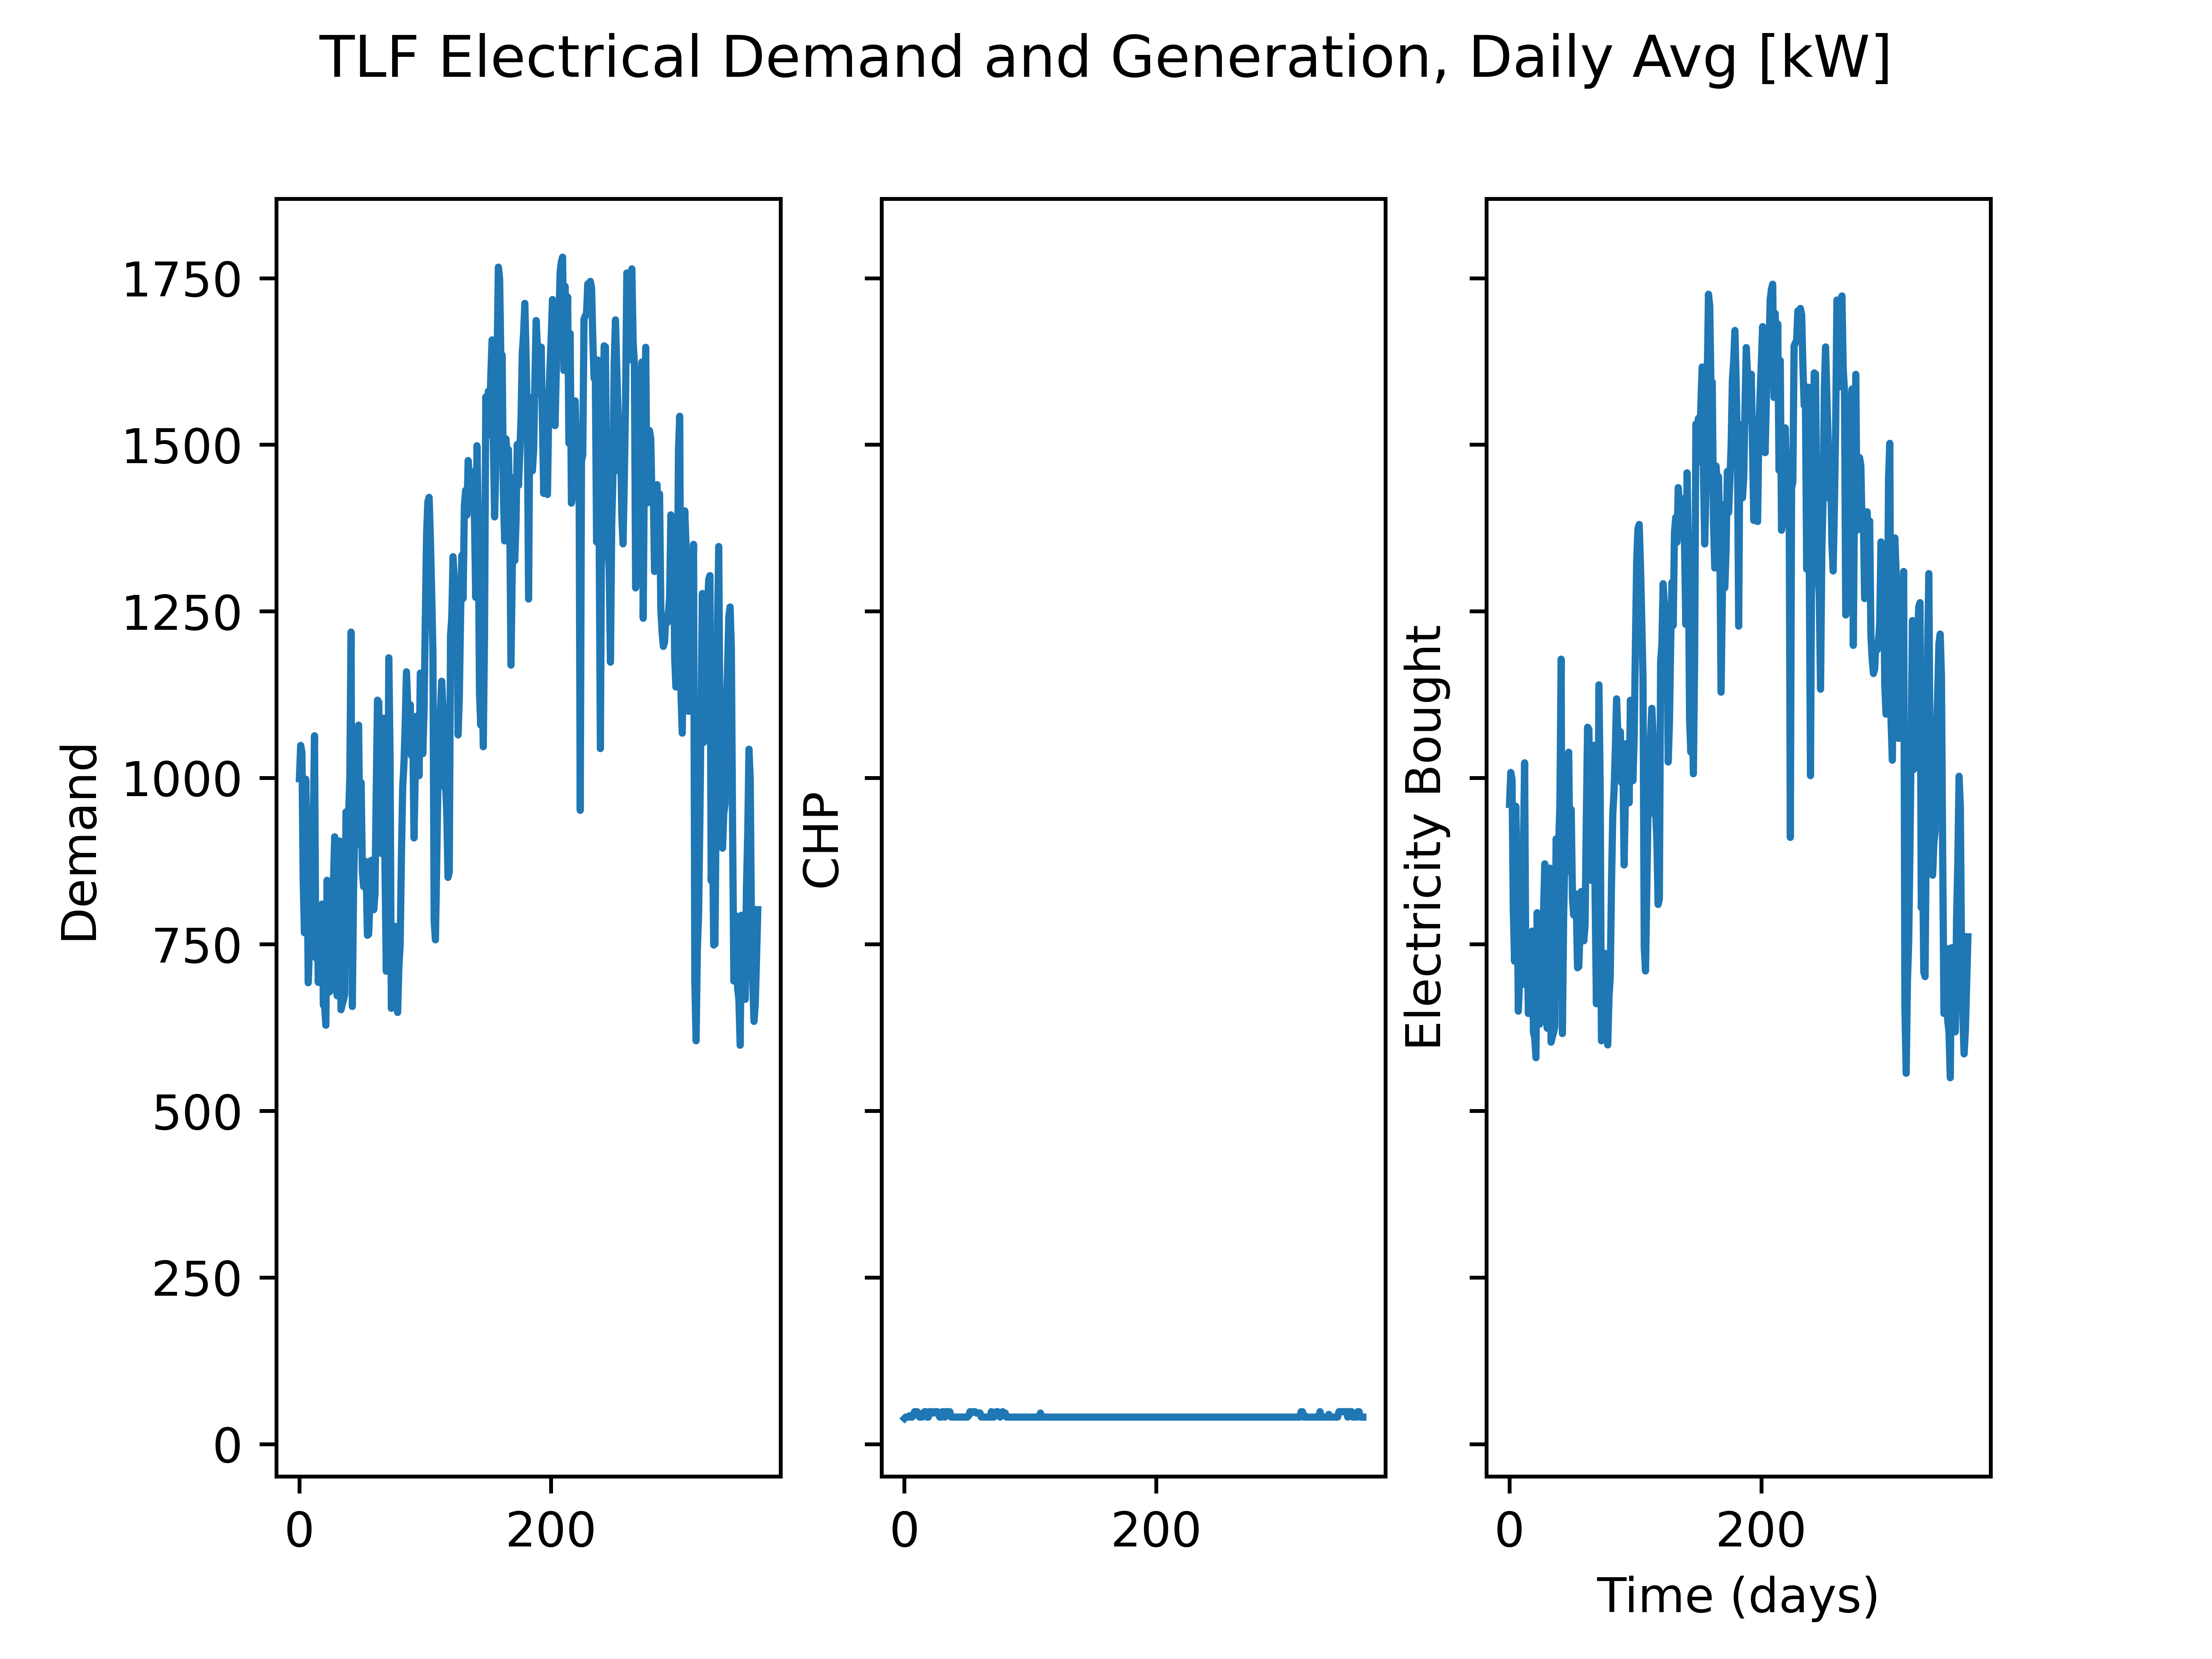 TLF Electrical Demand and Generation, Daily Avg [kW]
Demand
1750
1500
1250
1000
750
500
250
0
0 200
CHP
0 200
Electricity Bought
0 200
Time (days)